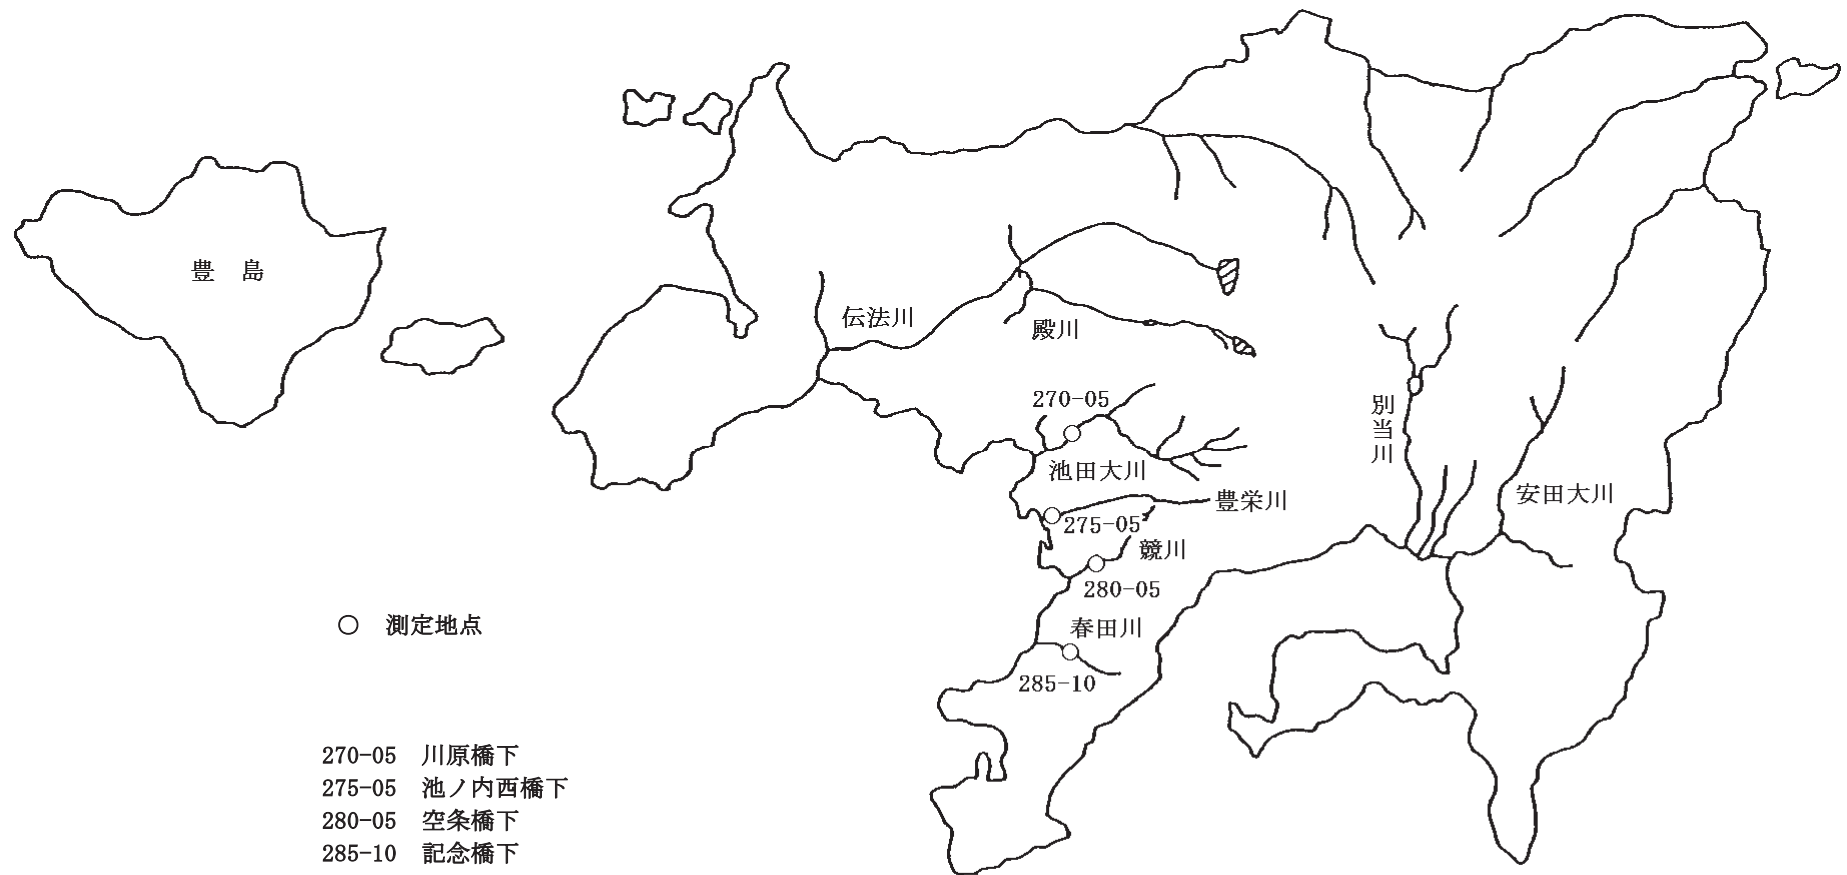 豊 島
伝法川
殿川
270-05
池田大川
別当川
安田大川
豊栄川
275-05
競川
280-05
春田川
285-10
○ 測定地点
270-05 川原橋下
275-05 池ノ内西橋下
280-05 空条橋下
285-10 記念橋下